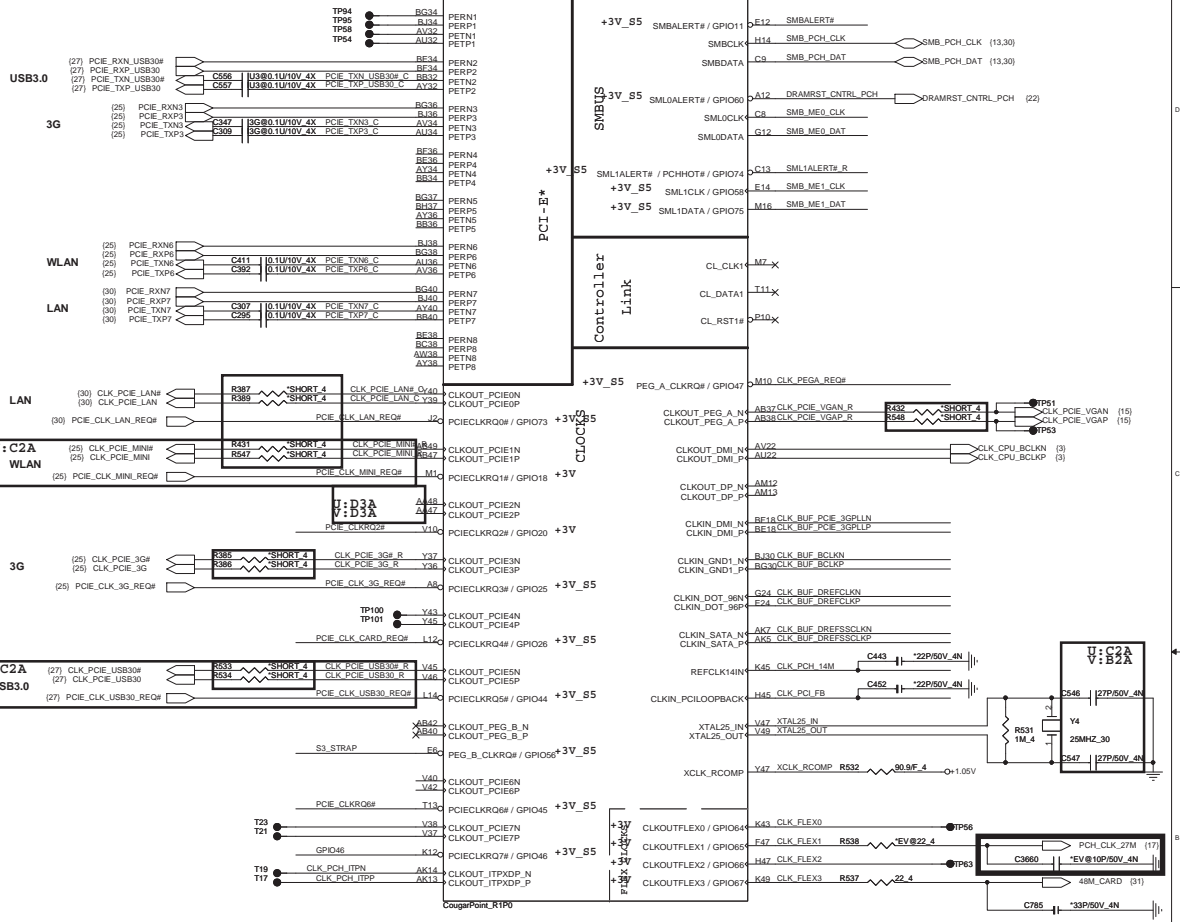 TP94 BG34 PERN1
TP95 BJ34 PERP1
TP58 AV32 PETN1
TP54 AU32 PETP1
USB3.0
{27} PCIE_RXN_USB30# BE34 PERN2
{27} PCIE_RXP_USB30 BF34 PERP2
{27} PCIE_TXN_USB30# C556 U3@0.1U/10V_4X PCIE_TXN_USB30#_C BB32 PETN2
{27} PCIE_TXP_USB30 C557 U3@0.1U/10V_4X PCIE_TXP_USB30_C AY32 PETP2
3G
{25} PCIE_RXN3 BG36 PERN3
{25} PCIE_RXP3 BJ36 PERP3
{25} PCIE_TXN3 C347 3G@0.1U/10V_4X PCIE_TXN3_C AV34 PETN3
{25} PCIE_TXP3 C309 3G@0.1U/10V_4X PCIE_TXP3_C AU34 PETP3
BF36 PERN4
BE36 PERP4
AY34 PETN4
BB34 PETP4
BG37 PERN5
BH37 PERP5
AY36 PETN5
BB36 PETP5
WLAN
{25} PCIE_RXN6 BJ38 PERN6
{25} PCIE_RXP6 BG38 PERP6
{25} PCIE_TXN6 C411 0.1U/10V_4X PCIE_TXN6_C AU36 PETN6
{25} PCIE_TXP6 C392 0.1U/10V_4X PCIE_TXP6_C AV36 PETP6
LAN
{30} PCIE_RXN7 BG40 PERN7
{30} PCIE_RXP7 BJ40 PERP7
{30} PCIE_TXN7 C307 0.1U/10V_4X PCIE_TXN7_C AY40 PETN7
{30} PCIE_TXP7 C295 0.1U/10V_4X PCIE_TXP7_C BB40 PETP7
BE38 PERN8
BC38 PERP8
AW38 PETN8
AY38 PETP8
PCI-E*
LAN
{30} CLK_PCIE_LAN# R387 *SHORT_4 CLK_PCIE_LAN#_C Y40 CLKOUT_PCIE0N
{30} CLK_PCIE_LAN R389 *SHORT_4 CLK_PCIE_LAN_C Y39 CLKOUT_PCIE0P
{30} PCIE_CLK_LAN_REQ# PCIE_CLK_LAN_REQ# J2 PCIECLKRQ0# / GPIO73 +3V_S5
:C2A
WLAN
{25} CLK_PCIE_MINI# R431 *SHORT_4 CLK_PCIE_MINI#_R AB49 CLKOUT_PCIE1N
{25} CLK_PCIE_MINI R547 *SHORT_4 CLK_PCIE_MINI_R AB47 CLKOUT_PCIE1P
{25} PCIE_CLK_MINI_REQ# PCIE_CLK_MINI_REQ# M1 PCIECLKRQ1# / GPIO18 +3V
U:D3A
V:D3A
AA48 CLKOUT_PCIE2N
AA47 CLKOUT_PCIE2P
PCIE_CLKRQ2# V10 PCIECLKRQ2# / GPIO20 +3V
3G
{25} CLK_PCIE_3G# R385 *SHORT_4 CLK_PCIE_3G#_R Y37 CLKOUT_PCIE3N
{25} CLK_PCIE_3G R386 *SHORT_4 CLK_PCIE_3G_R Y36 CLKOUT_PCIE3P
{25} PCIE_CLK_3G_REQ# PCIE_CLK_3G_REQ# A8 PCIECLKRQ3# / GPIO25 +3V_S5
TP100 Y43 CLKOUT_PCIE4N
TP101 Y45 CLKOUT_PCIE4P
PCIE_CLK_CARD_REQ# L12 PCIECLKRQ4# / GPIO26 +3V_S5
C2A
SB3.0
{27} CLK_PCIE_USB30# R533 *SHORT_4 CLK_PCIE_USB30#_R V45 CLKOUT_PCIE5N
{27} CLK_PCIE_USB30 R534 *SHORT_4 CLK_PCIE_USB30_R V46 CLKOUT_PCIE5P
{27} PCIE_CLK_USB30_REQ# PCIE_CLK_USB30_REQ# L14 PCIECLKRQ5# / GPIO44 +3V_S5
AB42 CLKOUT_PEG_B_N
AB40 CLKOUT_PEG_B_P
S3_STRAP E6 PEG_B_CLKRQ# / GPIO56 +3V_S5
V40 CLKOUT_PCIE6N
V42 CLKOUT_PCIE6P
PCIE_CLKRQ6# T13 PCIECLKRQ6# / GPIO45 +3V_S5
T23 V38 CLKOUT_PCIE7N
T21 V37 CLKOUT_PCIE7P
GPIO46 K12 PCIECLKRQ7# / GPIO46 +3V_S5
T19 CLK_PCH_ITPN AK14 CLKOUT_ITPXDP_N
T17 CLK_PCH_ITPP AK13 CLKOUT_ITPXDP_P
CougarPoint_R1P0
SMBUS
+3V_S5 SMBALERT# / GPIO11 E12 SMBALERT#
SMBCLK H14 SMB_PCH_CLK SMB_PCH_CLK {13,30}
SMBDATA C9 SMB_PCH_DAT SMB_PCH_DAT {13,30}
+3V_S5 SML0ALERT# / GPIO60 A12 DRAMRST_CNTRL_PCH DRAMRST_CNTRL_PCH {22}
SML0CLK C8 SMB_ME0_CLK
SML0DATA G12 SMB_ME0_DAT
+3V_S5 SML1ALERT# / PCHHOT# / GPIO74 C13 SML1ALERT#_R
+3V_S5 SML1CLK / GPIO58 E14 SMB_ME1_CLK
+3V_S5 SML1DATA / GPIO75 M16 SMB_ME1_DAT
Controller
Link
CL_CLK1 M7
CL_DATA1 T11
CL_RST1# P10
CLOCKS
+3V_S5 PEG_A_CLKRQ# / GPIO47 M10 CLK_PEGA_REQ#
TP51
CLKOUT_PEG_A_N AB37 CLK_PCIE_VGAN_R R432 *SHORT_4 CLK_PCIE_VGAN {15}
CLKOUT_PEG_A_P AB38 CLK_PCIE_VGAP_R R548 *SHORT_4 CLK_PCIE_VGAP {15}
TP53
CLKOUT_DMI_N AV22 CLK_CPU_BCLKN {3}
CLKOUT_DMI_P AU22 CLK_CPU_BCLKP {3}
CLKOUT_DP_N AM12
CLKOUT_DP_P AM13
CLKIN_DMI_N BF18 CLK_BUF_PCIE_3GPLLN
CLKIN_DMI_P BE18 CLK_BUF_PCIE_3GPLLP
CLKIN_GND1_N BJ30 CLK_BUF_BCLKN
CLKIN_GND1_P BG30 CLK_BUF_BCLKP
CLKIN_DOT_96N G24 CLK_BUF_DREFCLKN
CLKIN_DOT_96P E24 CLK_BUF_DREFCLKP
CLKIN_SATA_N AK7 CLK_BUF_DREFSSCLKN
CLKIN_SATA_P AK5 CLK_BUF_DREFSSCLKP
REFCLK14IN K45 CLK_PCH_14M C443 *22P/50V_4N
CLKIN_PCILOOPBACK H45 CLK_PCI_FB C452 *22P/50V_4N
U:C2A
V:B2A
XTAL25_IN V47 XTAL25_IN
XTAL25_OUT V49 XTAL25_OUT
C546 27P/50V_4N
R531
1M_4
2
Y4
25MHZ_30
1
C547 27P/50V_4N
XCLK_RCOMP Y47 XCLK_RCOMP R532 90.9/F_4 +1.05V
FLEX CLOCKS
+3V CLKOUTFLEX0 / GPIO64 K43 CLK_FLEX0 TP56
+3V CLKOUTFLEX1 / GPIO65 F47 CLK_FLEX1 R538 *EV@22_4 PCH_CLK_27M {17}
C3660 *EV@10P/50V_4N
+3V CLKOUTFLEX2 / GPIO66 H47 CLK_FLEX2 TP63
+3V CLKOUTFLEX3 / GPIO67 K49 CLK_FLEX3 R537 22_4 48M_CARD {31}
C785 *33P/50V_4N
D
C
B